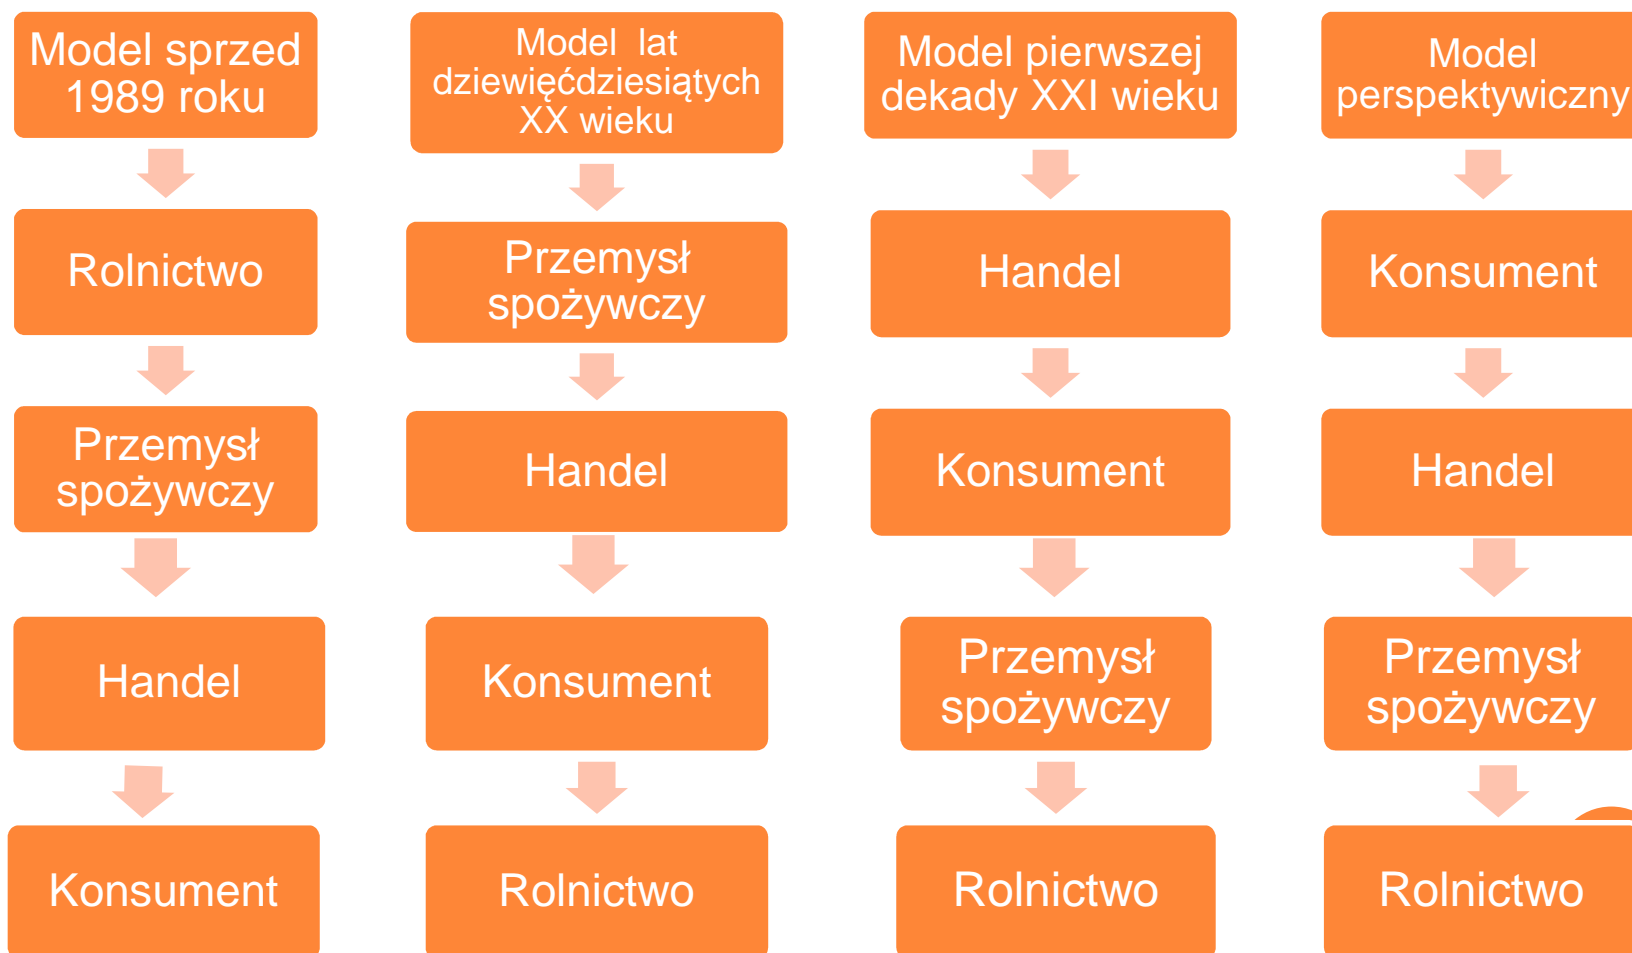 Model sprzed
1989 roku
Rolnictwo
Przemysł
spożywczy
Handel
Konsument
Model lat
dziewięćdziesiątych
XX wieku
Przemysł
spożywczy
Handel
Konsument
Rolnictwo
Model pierwszej
dekady XXI wieku
Handel
Konsument
Przemysł
spożywczy
Rolnictwo
Model
perspektywiczny
Konsument
Handel
Przemysł
spożywczy
Rolnictwo